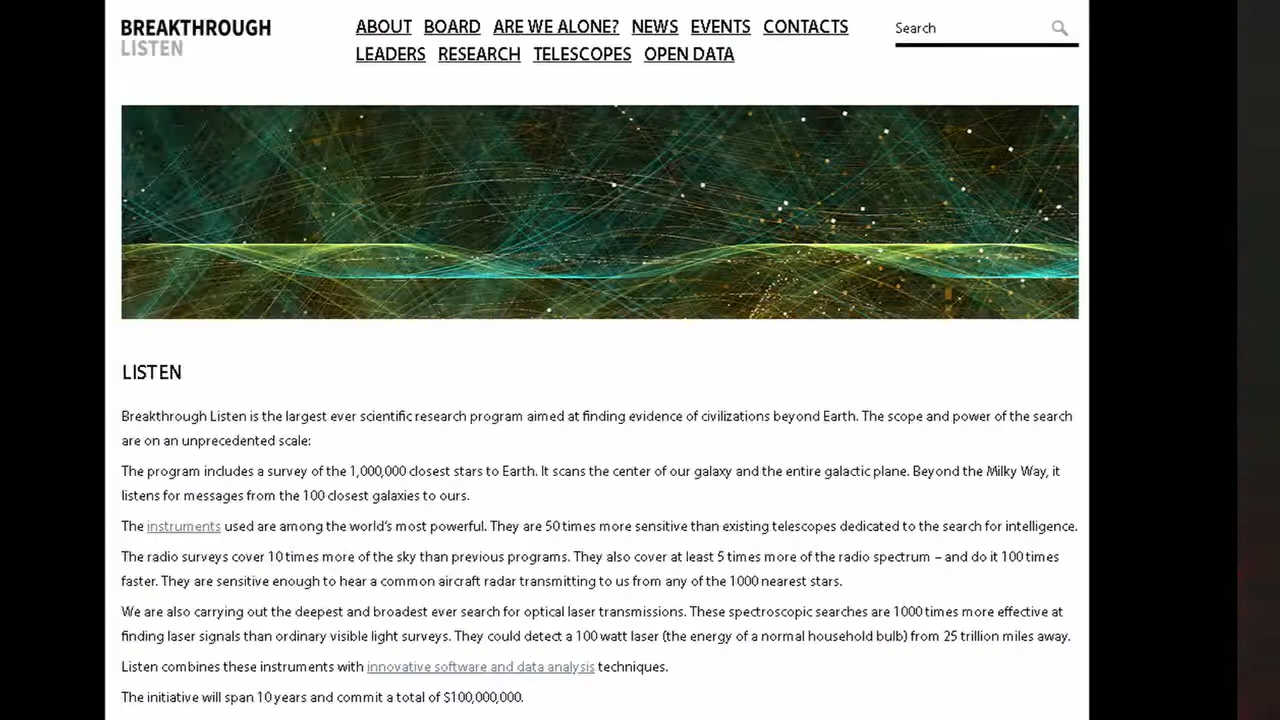 BREAKTHROUGH
LISTEN
ABOUT BOARD ARE WE ALONE? NEWS EVENTS CONTACTS
LEADERS RESEARCH TELESCOPES OPEN DATA
Search
LISTEN
Breakthrough Listen is the largest ever scientific research program aimed at finding evidence of civilizations beyond Earth. The scope and power of the search
are on an unprecedented scale:
The program includes a survey of the 1,000,000 closest stars to Earth. It scans the center of our galaxy and the entire galactic plane. Beyond the Milky Way, it
listens for messages from the 100 closest galaxies to ours.
The instruments used are among the world's most powerful. They are 50 times more sensitive than existing telescopes dedicated to the search for intelligence.
The radio surveys cover 10 times more of the sky than previous programs. They also cover at least 5 times more of the radio spectrum – and do it 100 times
faster. They are sensitive enough to hear a common aircraft radar transmitting to us from any of the 1000 nearest stars.
We are also carrying out the deepest and broadest ever search for optical laser transmissions. These spectroscopic searches are 1000 times more effective at
finding laser signals than ordinary visible light surveys. They could detect a 100 watt laser (the energy of a normal household bulb) from 25 trillion miles away.
Listen combines these instruments with innovative software and data analysis techniques.
The initiative will span 10 years and commit a total of $100,000,000.